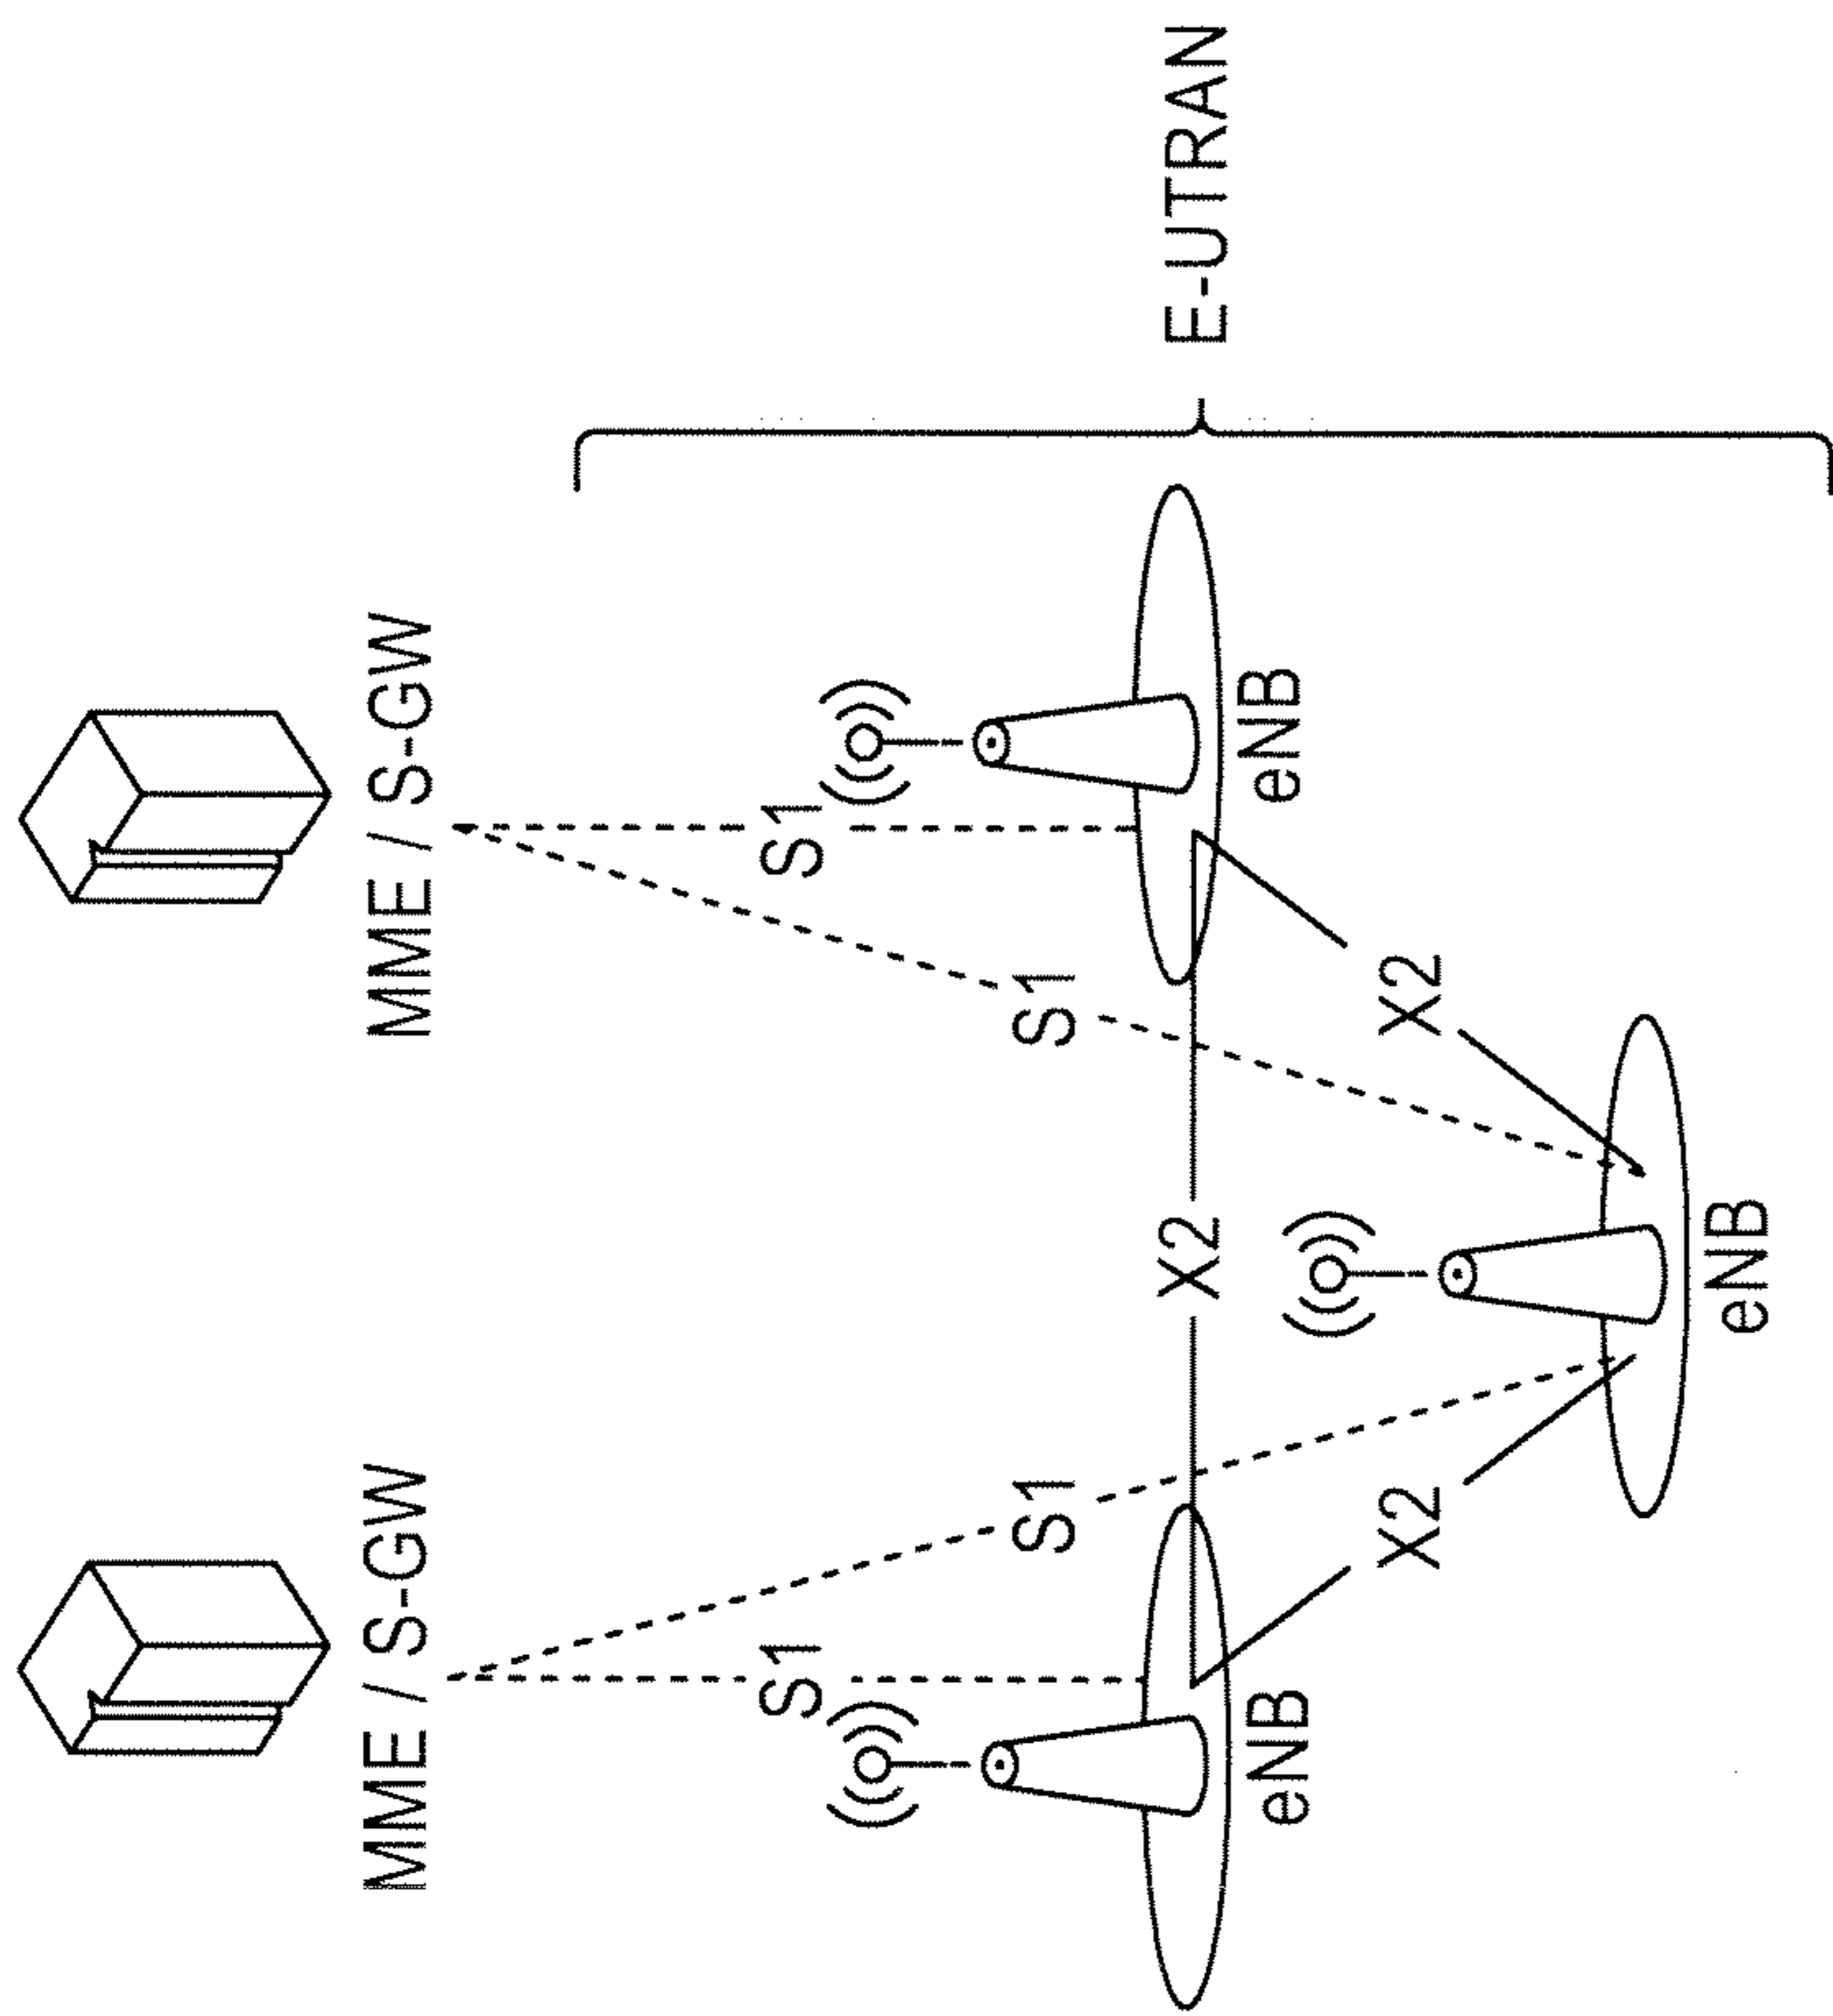 MME / S-GW
MME / S-GW
S1
S1
S1
S1
X2
eNB
eNB
E-UTRAN
X2
X2
eNB